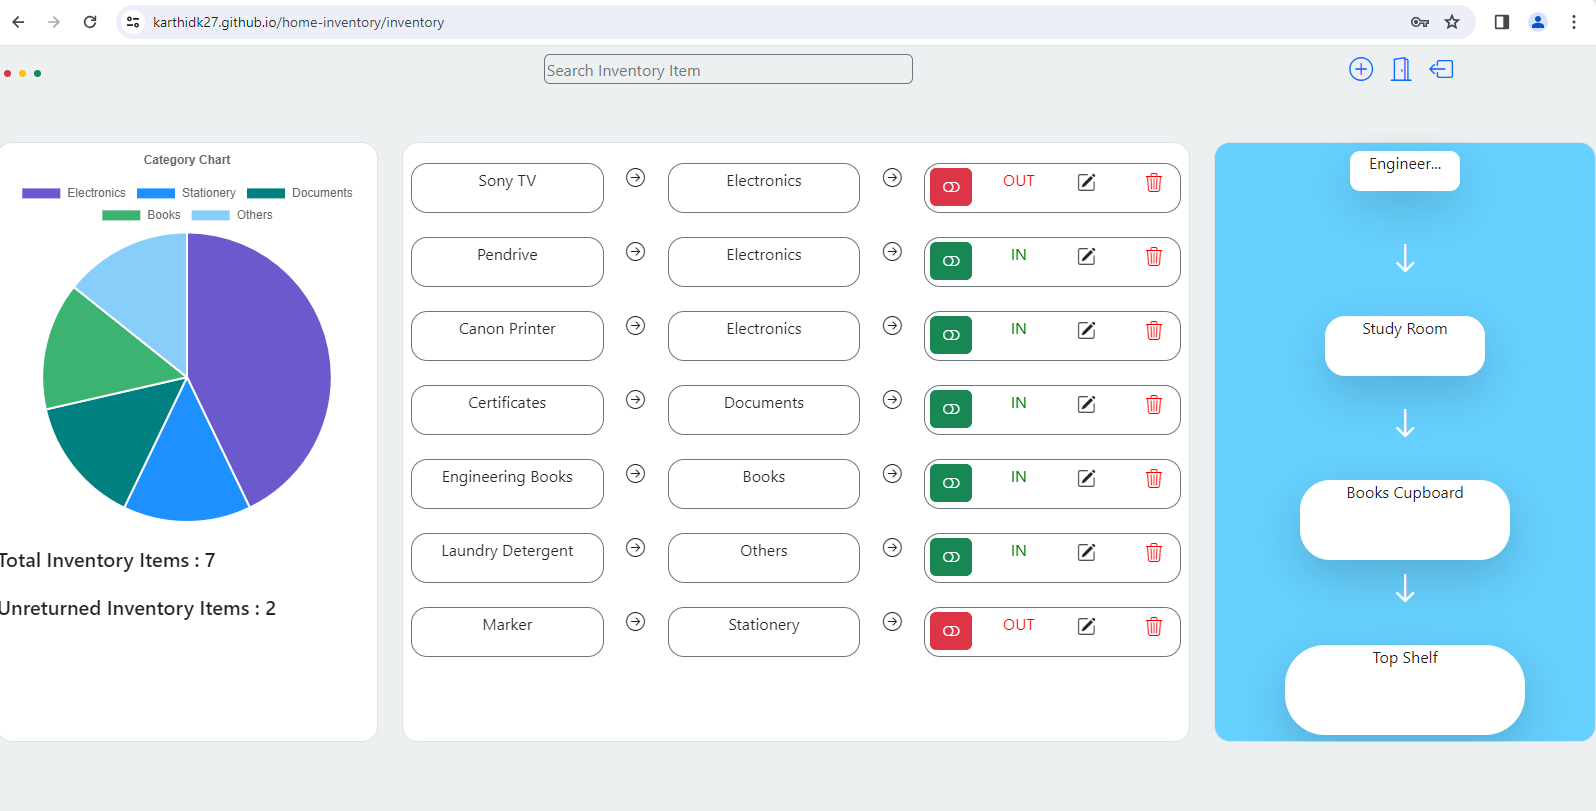 karthidk27.github.io/home-inventory/inventory
Search Inventory Item
Category Chart
Electronics Stationery Documents
Books Others
Total Inventory Items : 7
Unreturned Inventory Items : 2
Sony TV Electronics OUT
Pendrive Electronics IN
Canon Printer Electronics IN
Certificates Documents IN
Engineering Books Books IN
Laundry Detergent Others IN
Marker Stationery OUT
Engineer...
Study Room
Books Cupboard
Top Shelf